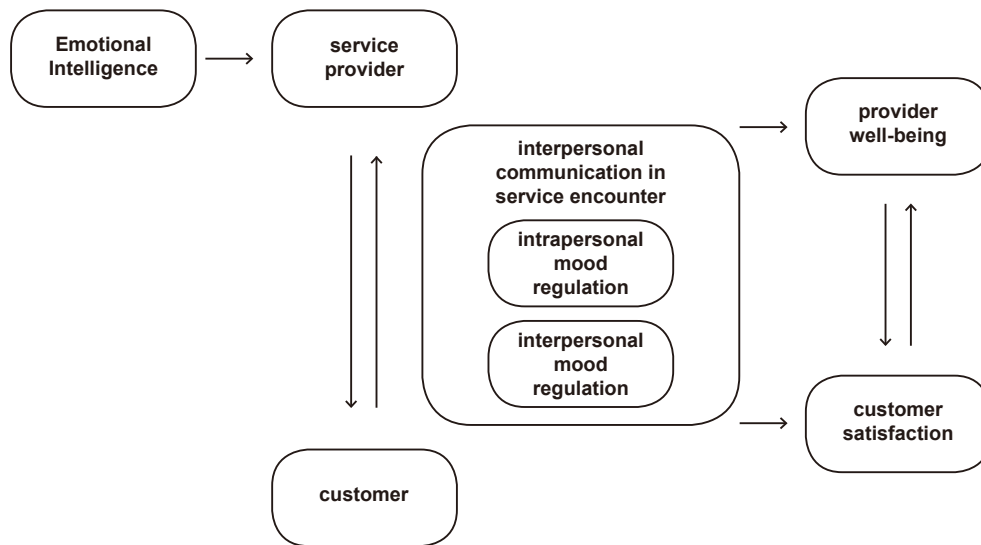 Emotional
Intelligence
service
provider
interpersonal
communication in
service encounter
intrapersonal
mood
regulation
interpersonal
mood
regulation
provider
well-being
customer
satisfaction
customer